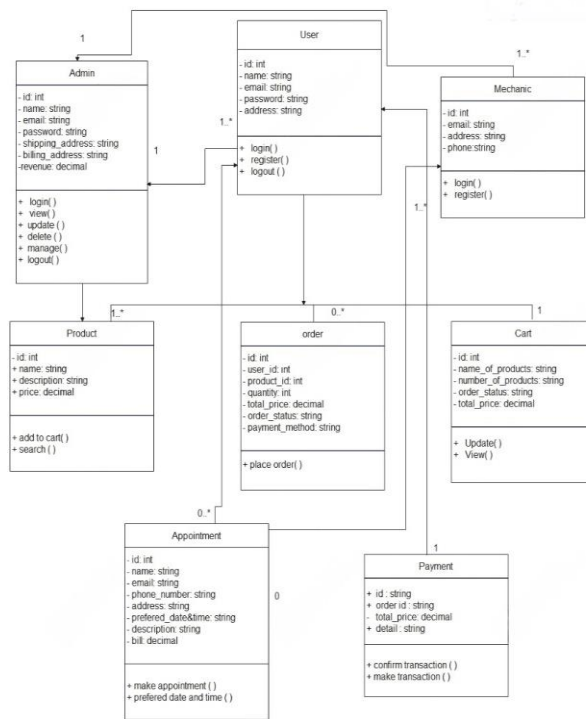 User
- id: int
- name: string
- email: string
- password: string
- address: string
+ login( )
+ register( )
+ logout ( )
1
1..*
Admin
- id: int
- name: string
- email: string
- password: string
- shipping_address: string
- billing_address: string
-revenue: decimal
+ login( )
+ view( )
+ update ( )
+ delete ( )
+ manage( )
+ logout( )
Mechanic
- id: int
- email: string
- address: string
- phone:string
+ login( )
+ register( )
1..*
1
1..*
1..*
0..*
1
Product
- id: int
+ name: string
+ description: string
+ price: decimal
+ add to cart( )
+ search ( )
order
- id: int
- user_id: int
- product_id: int
- quantity: int
- total_price: decimal
- order_status: string
- payment_method: string
+ place order( )
Cart
- id: int
- name_of_products: string
- number_of_products: string
- order_status: string
- total_price: decimal
+ Update( )
+ View( )
0..*
Appointment
- id: int
- name: string
- email: string
- phone_number: string
- address: string
- prefered_date&time: string
- description: string
- bill: decimal
+ make appointment ( )
+ prefered date and time ( )
0
1
Payment
+ id : string
+ order id : string
- total_price: decimal
+ detail : string
+ confirm transaction ( )
+ make transaction ( )